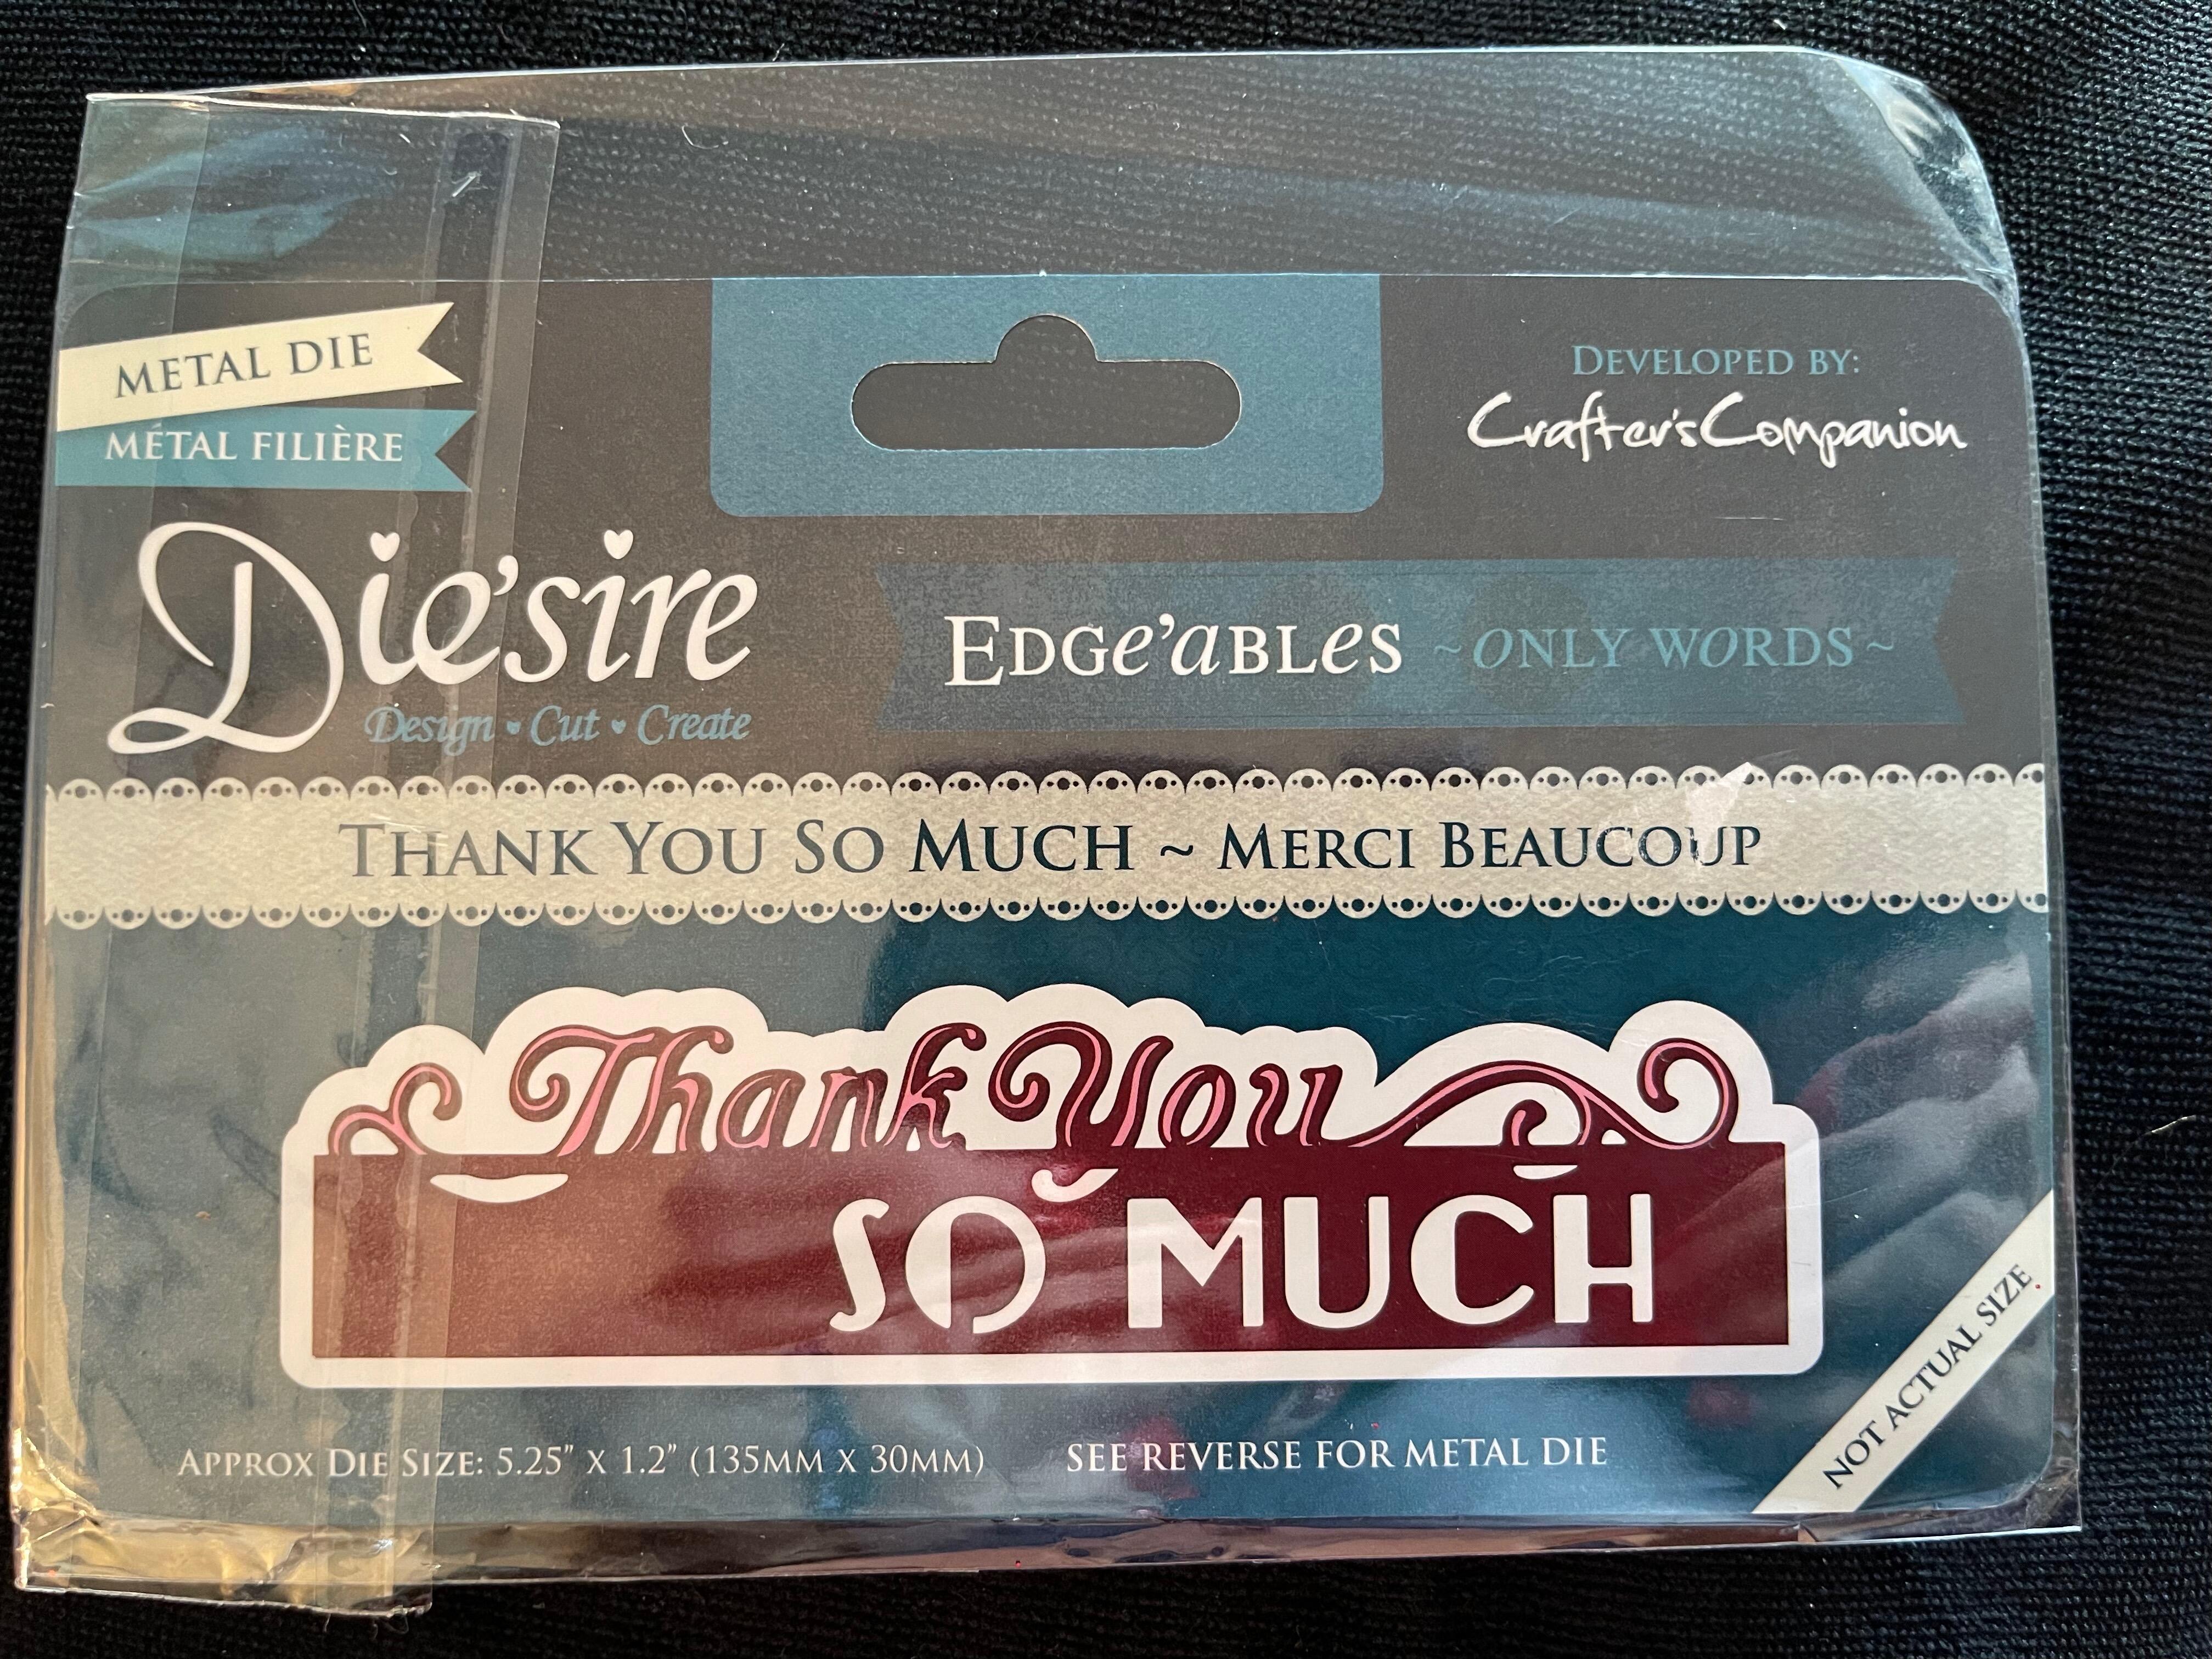 METAL DIE
MÉTAL FILIÈRE
DEVELOPED BY:
Crafter's Companion
Die'sire
Design • Cut • Create
EDGe'aBLeS ~ONLY WORDS~
THANK YOU SO MUCH ~ MERCI BEAUCOUP
Thank You
SO MUCH
APPROX DIE SIZE: 5.25” X 1.2” (135MM X 30MM) SEE REVERSE FOR METAL DIE
NOT ACTUAL SIZE